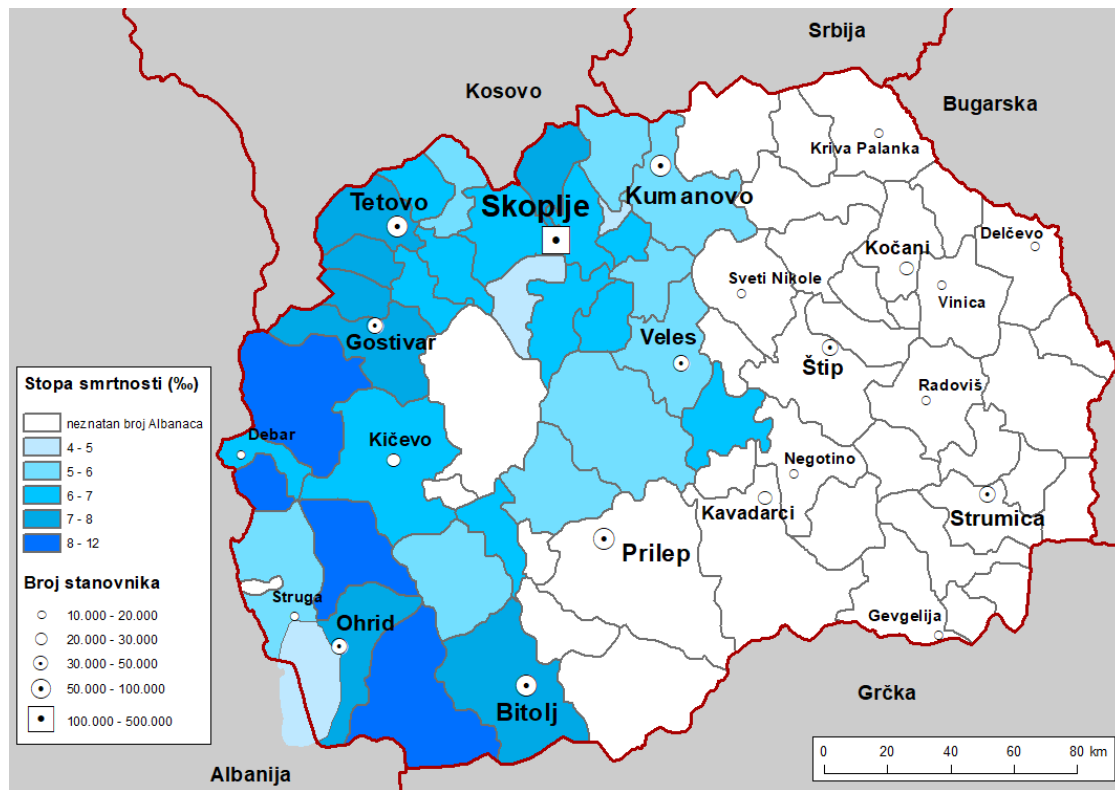 Srbija
Kosovo
Bugarska
Kriva Palanka
Kumanovo
Tetovo
Skoplje
Delčevo
Kočani
Sveti Nikole
Vinica
Gostivar
Veles
Štip
Radoviš
Stopa smrtnosti (‰)
neznatan broj Albanaca
4 - 5
5 - 6
6 - 7
7 - 8
8 - 12
Debar
Kičevo
Negotino
Kavadarci
Strumica
Prilep
Broj stanovnika
10.000 - 20.000
20.000 - 30.000
30.000 - 50.000
50.000 - 100.000
100.000 - 500.000
Struga
Ohrid
Gevgelija
Bitolj
Grčka
Albanija
0 20 40 60 80 km